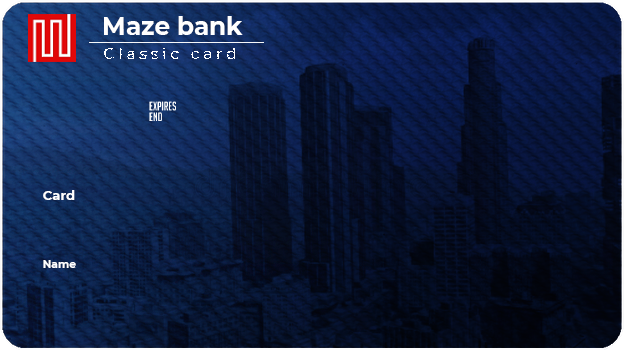 Maze bank
Classic card
EXPIRES
END
Card
Name